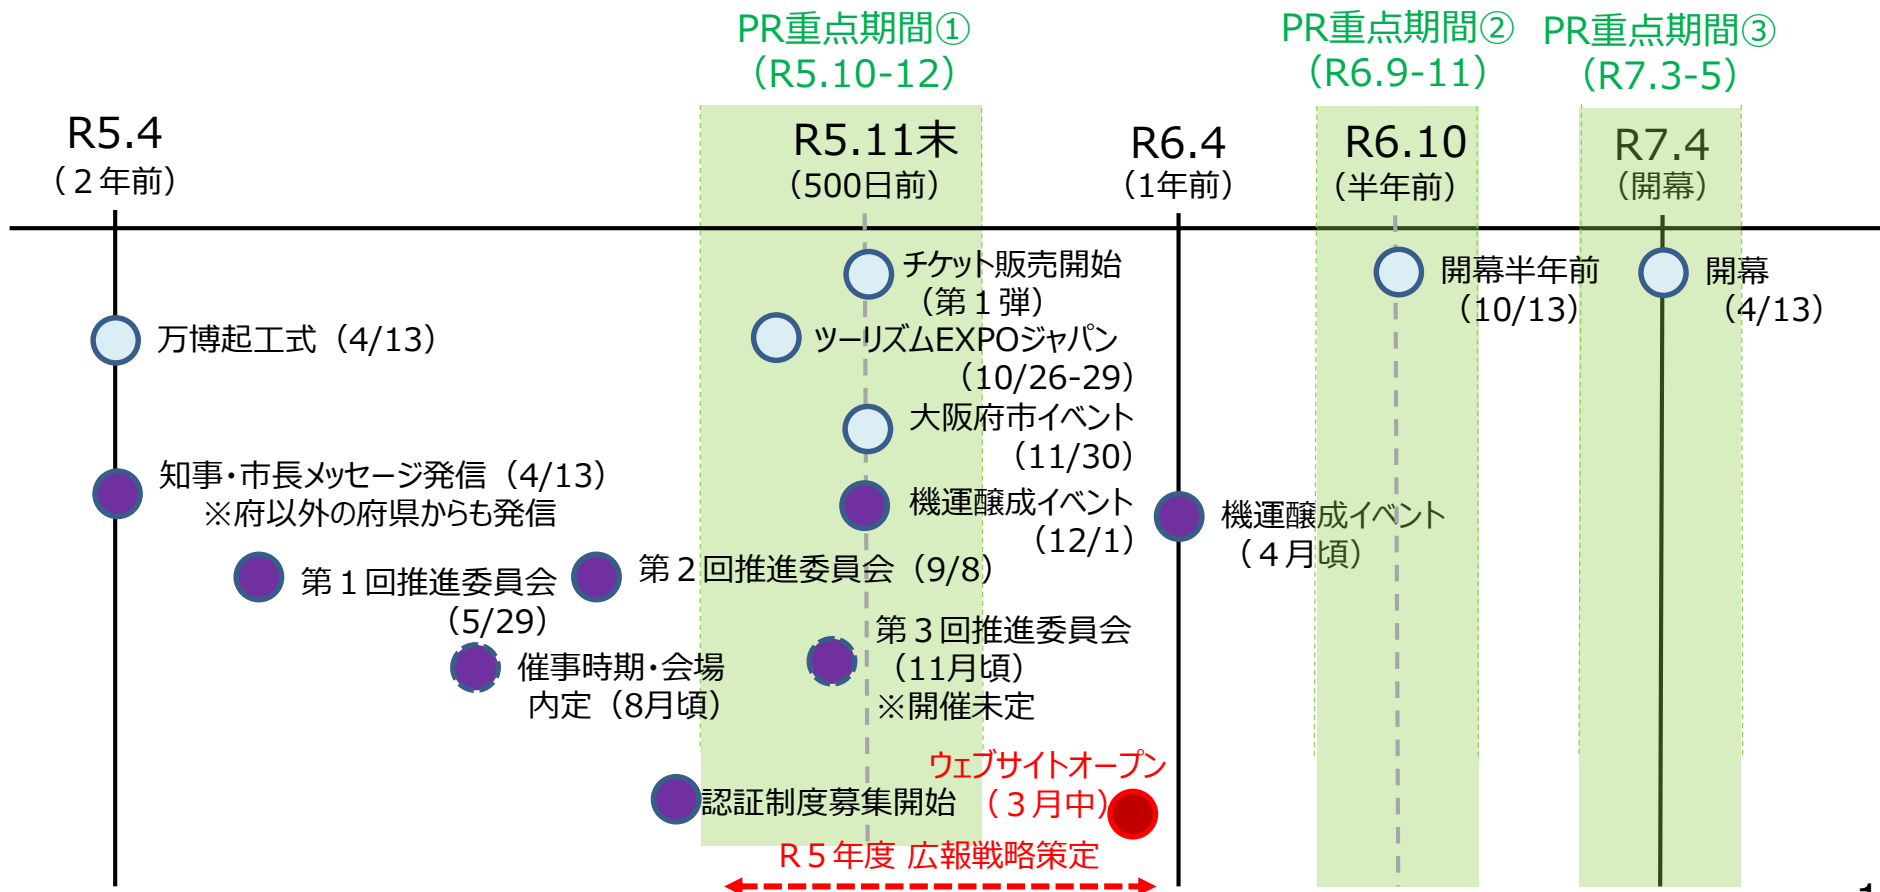 PR重点期間①
(R5.10-12)
PR重点期間②
(R6.9-11)
PR重点期間③
(R7.3-5)
R5.4
(２年前)
R5.11末
(500日前)
R6.4
(1年前)
R6.10
(半年前)
R7.4
(開幕)
チケット販売開始
(第１弾)
開幕半年前
(10/13)
開幕
(4/13)
万博起工式 (4/13)
ツーリズムEXPOジャパン
(10/26-29)
大阪府市イベント
(11/30)
知事・市長メッセージ発信 (4/13)
※府以外の府県からも発信
機運醸成イベント
(12/1)
機運醸成イベント
(４月頃)
第１回推進委員会
(5/29)
第２回推進委員会 (9/8)
催事時期・会場
内定 (8月頃)
第３回推進委員会
(11月頃)
※開催未定
ウェブサイトオープン
(３月中)
認証制度募集開始
R５年度 広報戦略策定